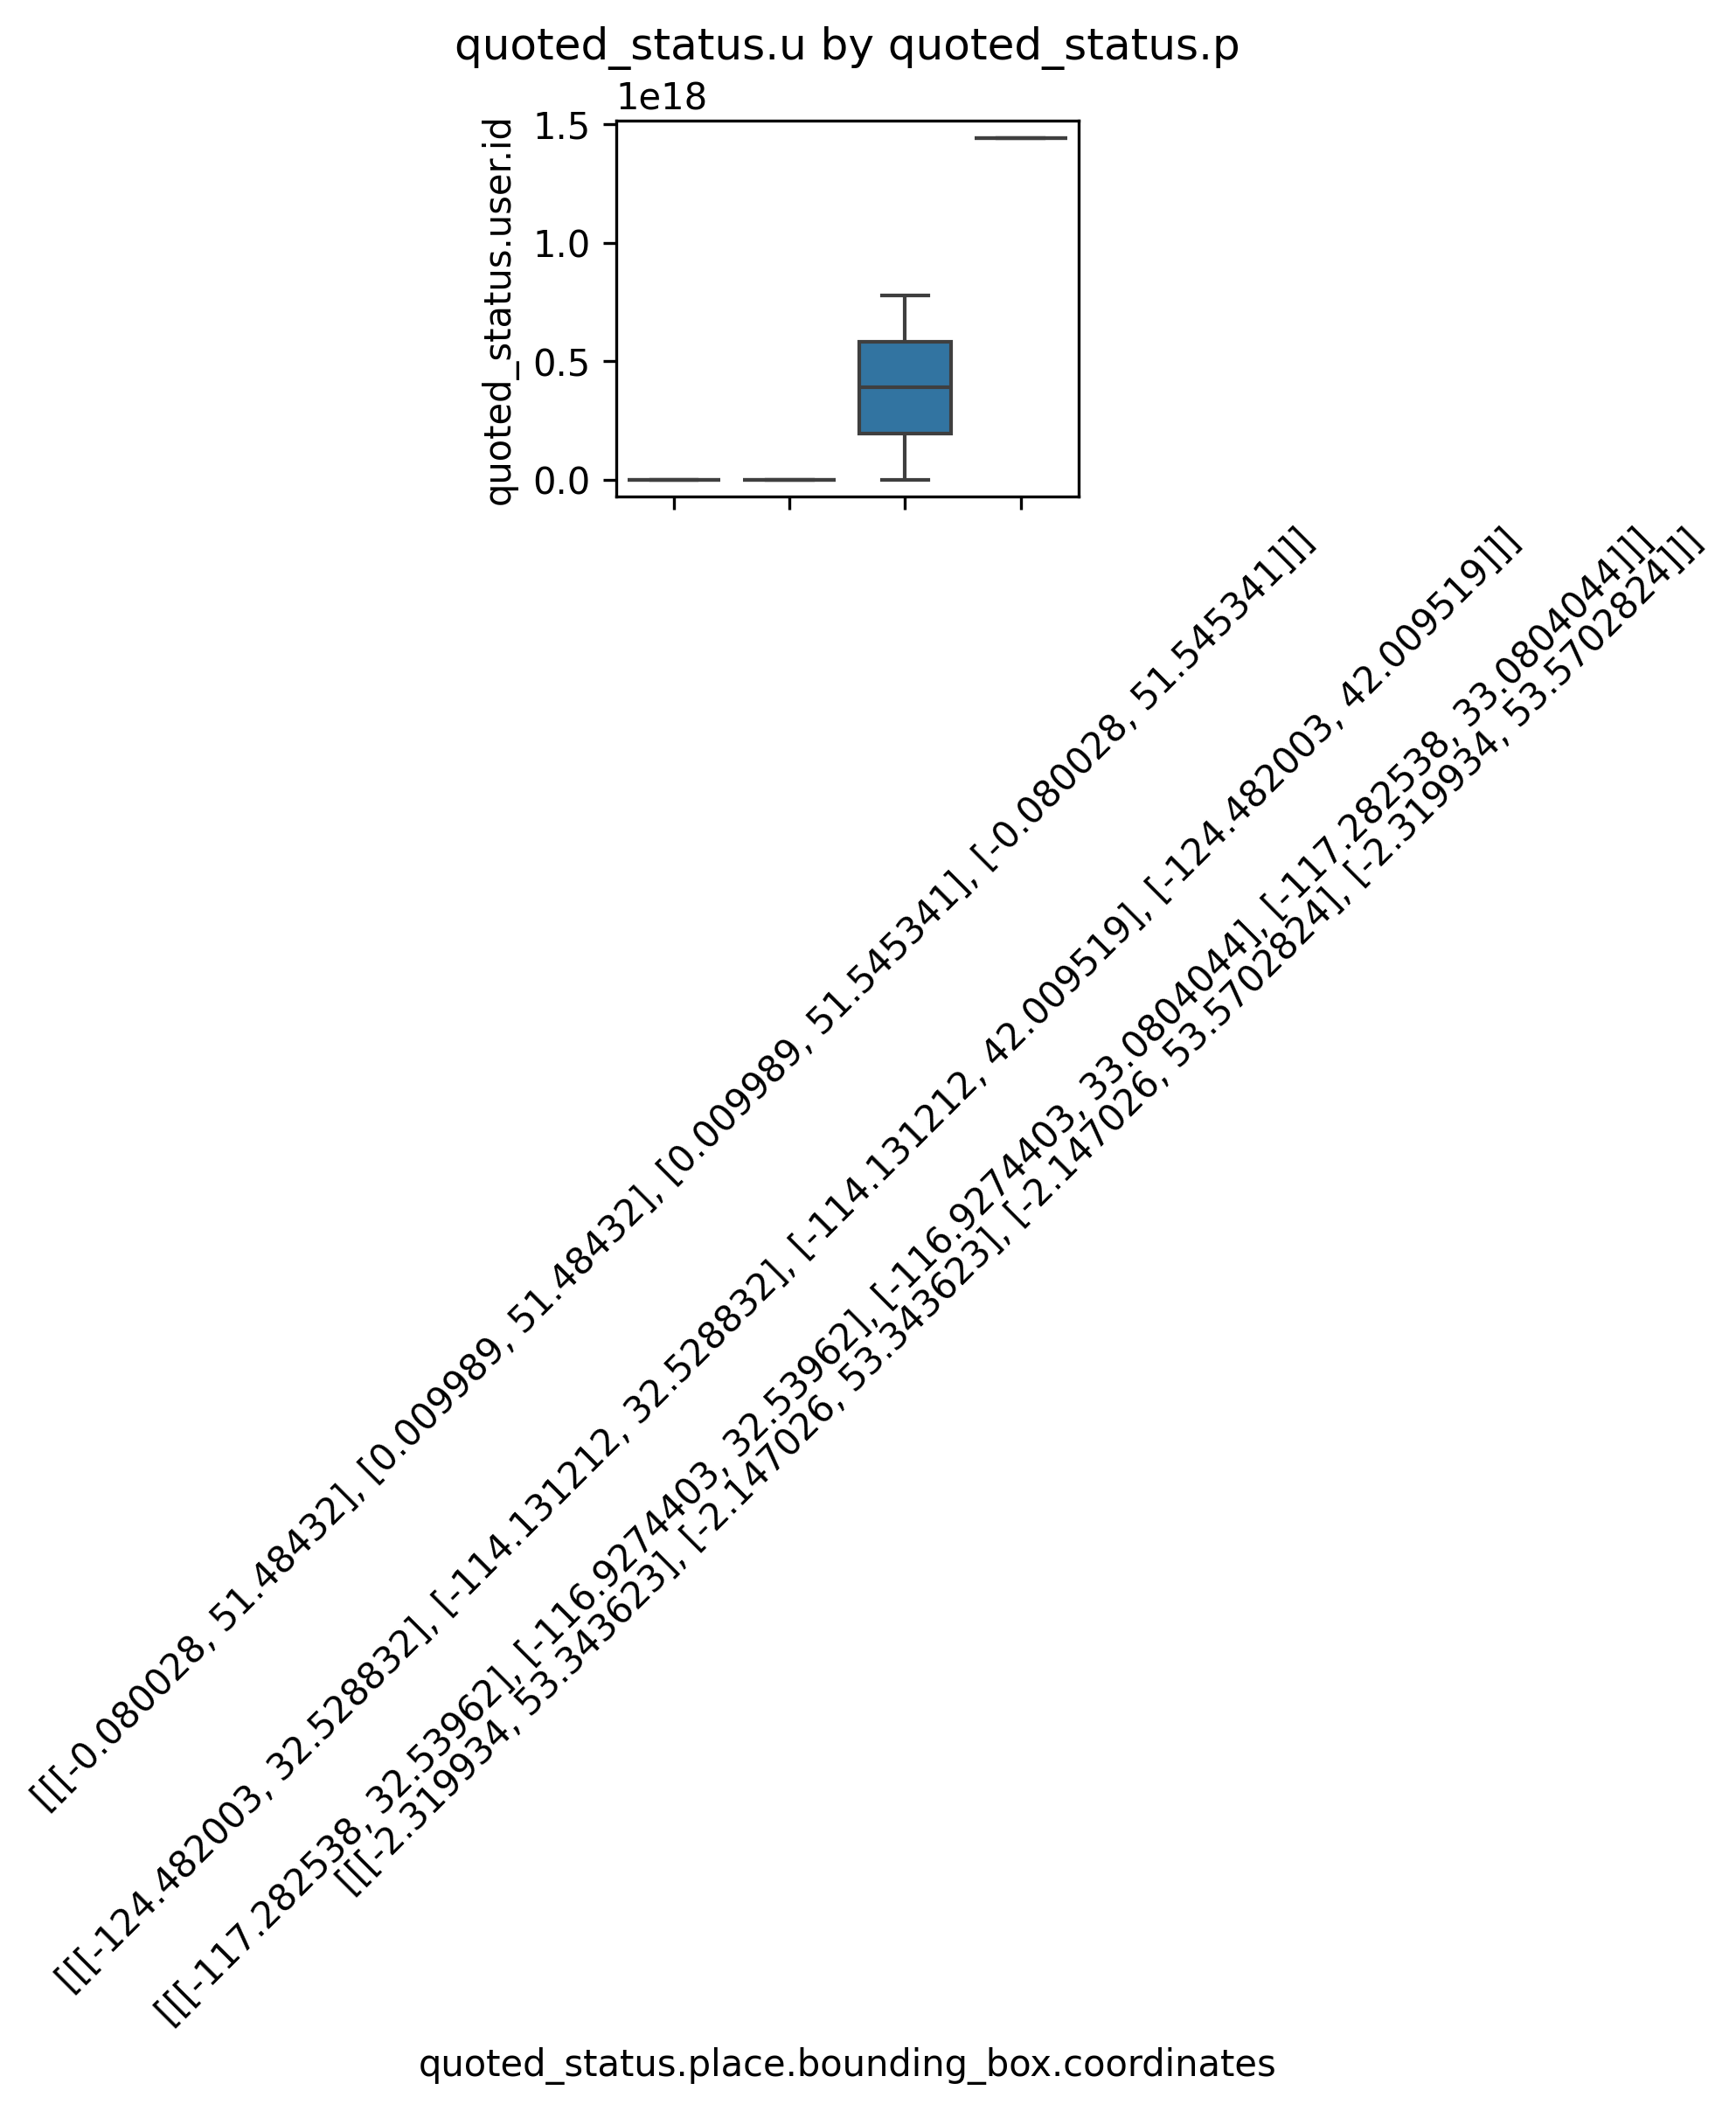 quoted_status.u by quoted_status.p
1e18
1.5
1.0
0.5
0.0
quoted_status.user.id
[[[-0.080028, 51.48432], [0.009989, 51.48432], [0.009989, 51.545341], [-0.080028, 51.545341]]]
[[[-124.482003, 32.528832], [-114.131212, 32.528832], [-114.131212, 42.009519], [-124.482003, 42.009519]]]
[[[-117.282538, 32.53962], [-116.9274403, 32.53962], [-116.9274403, 33.0804044], [-117.282538, 33.0804044]]]
[[[-2.319934, 53.343623], [-2.147026, 53.343623], [-2.147026, 53.5702824], [-2.319934, 53.5702824]]]
quoted_status.place.bounding_box.coordinates